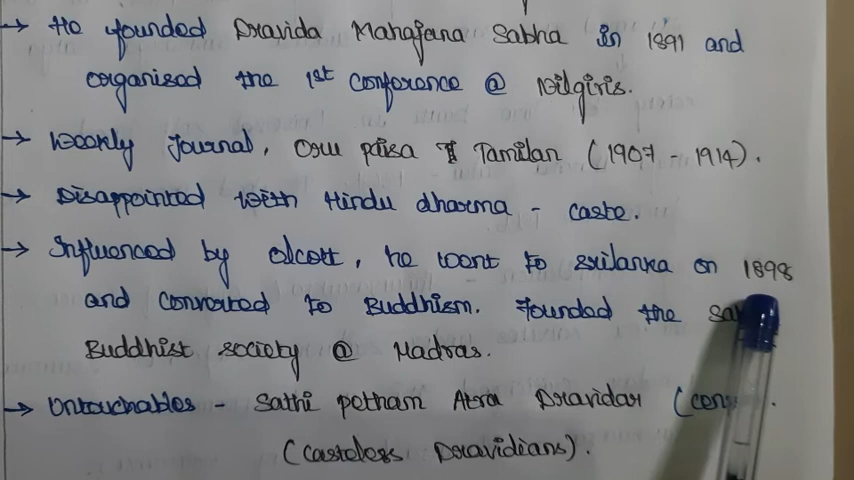 → He founded Dravida Mahajana Sabha in 1891 and
organised the 1st Conference @ Nilgiris.
→ Weekly Journal, Oru paisa Tamilan (1907 - 1914).
→ Disappointed with Hindu dharma - caste.
→ Influenced by olcott, he went to Srilanka on 1898
and converted to Buddhism. Founded the
Buddhist society @ Madras.
→ Untouchables - Sathi petham Atra Dravidar
(casteless Dravidians).